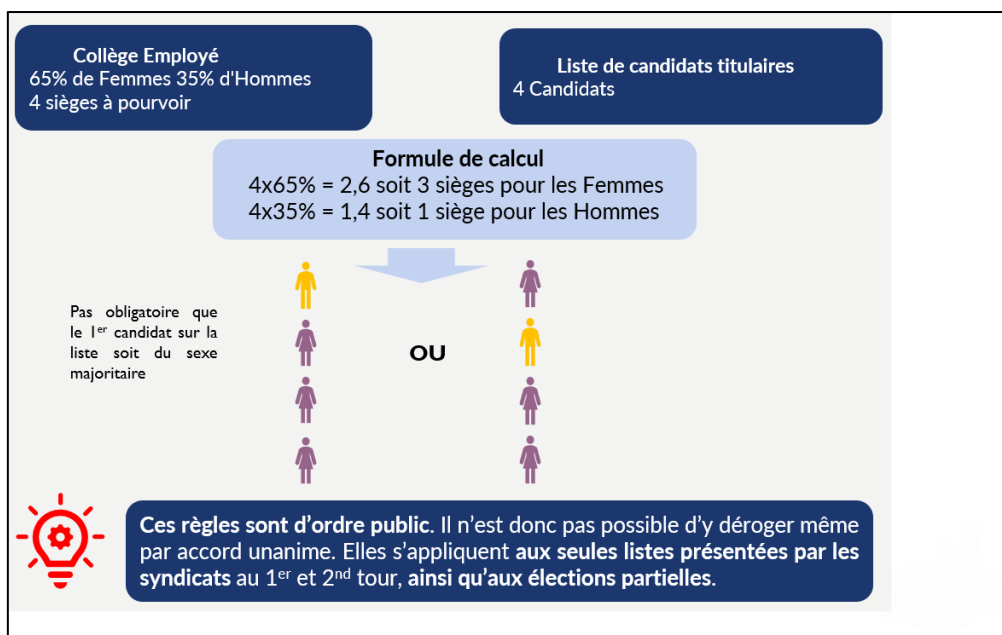 Collège Employé
65% de Femmes 35% d'Hommes
4 sièges à pourvoir
Liste de candidats titulaires
4 Candidats
Formule de calcul
4x65% = 2,6 soit 3 sièges pour les Femmes
4x35% = 1,4 soit 1 siège pour les Hommes
Pas obligatoire que
le 1er candidat sur la
liste soit du sexe
majoritaire
OU
Ces règles sont d'ordre public. Il n'est donc pas possible d'y déroger même
par accord unanime. Elles s'appliquent aux seules listes présentées par les
syndicats au 1er et 2nd tour, ainsi qu'aux élections partielles.